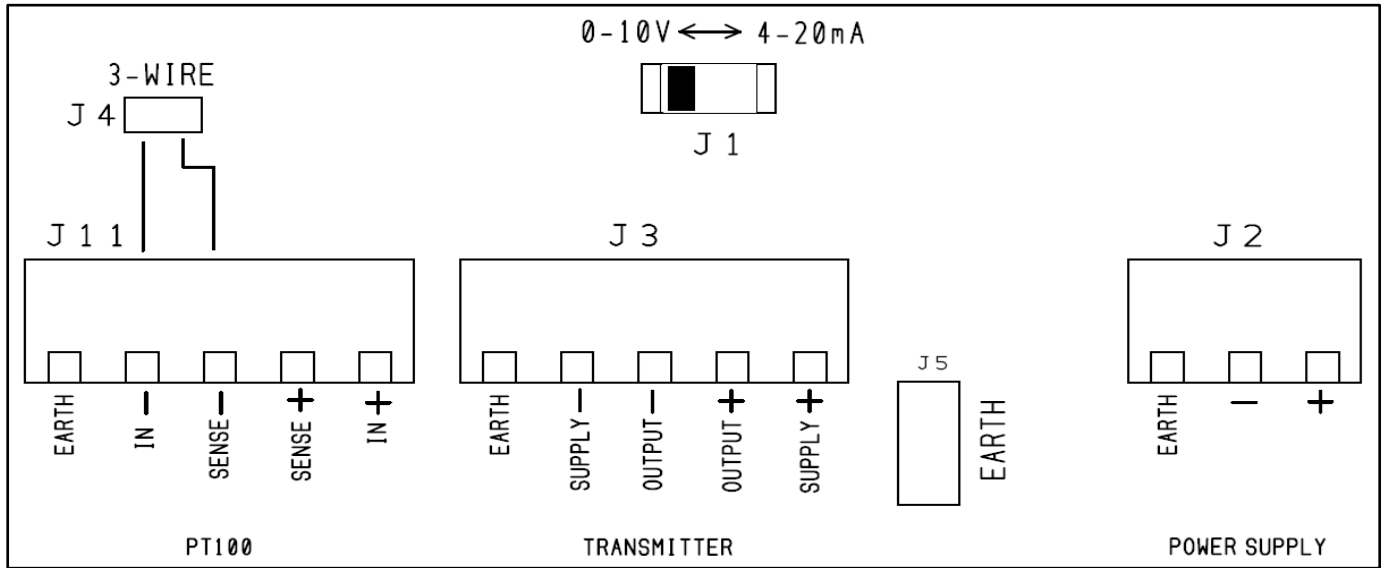 0-10V ⟷ 4-20mA
3-WIRE
J4
J1
J11
J3
J2
J5
EARTH
IN -
SENSE -
SENSE +
IN +
EARTH
SUPPLY -
OUTPUT -
OUTPUT +
SUPPLY +
EARTH
EARTH
-
+
PT100
TRANSMITTER
POWER SUPPLY